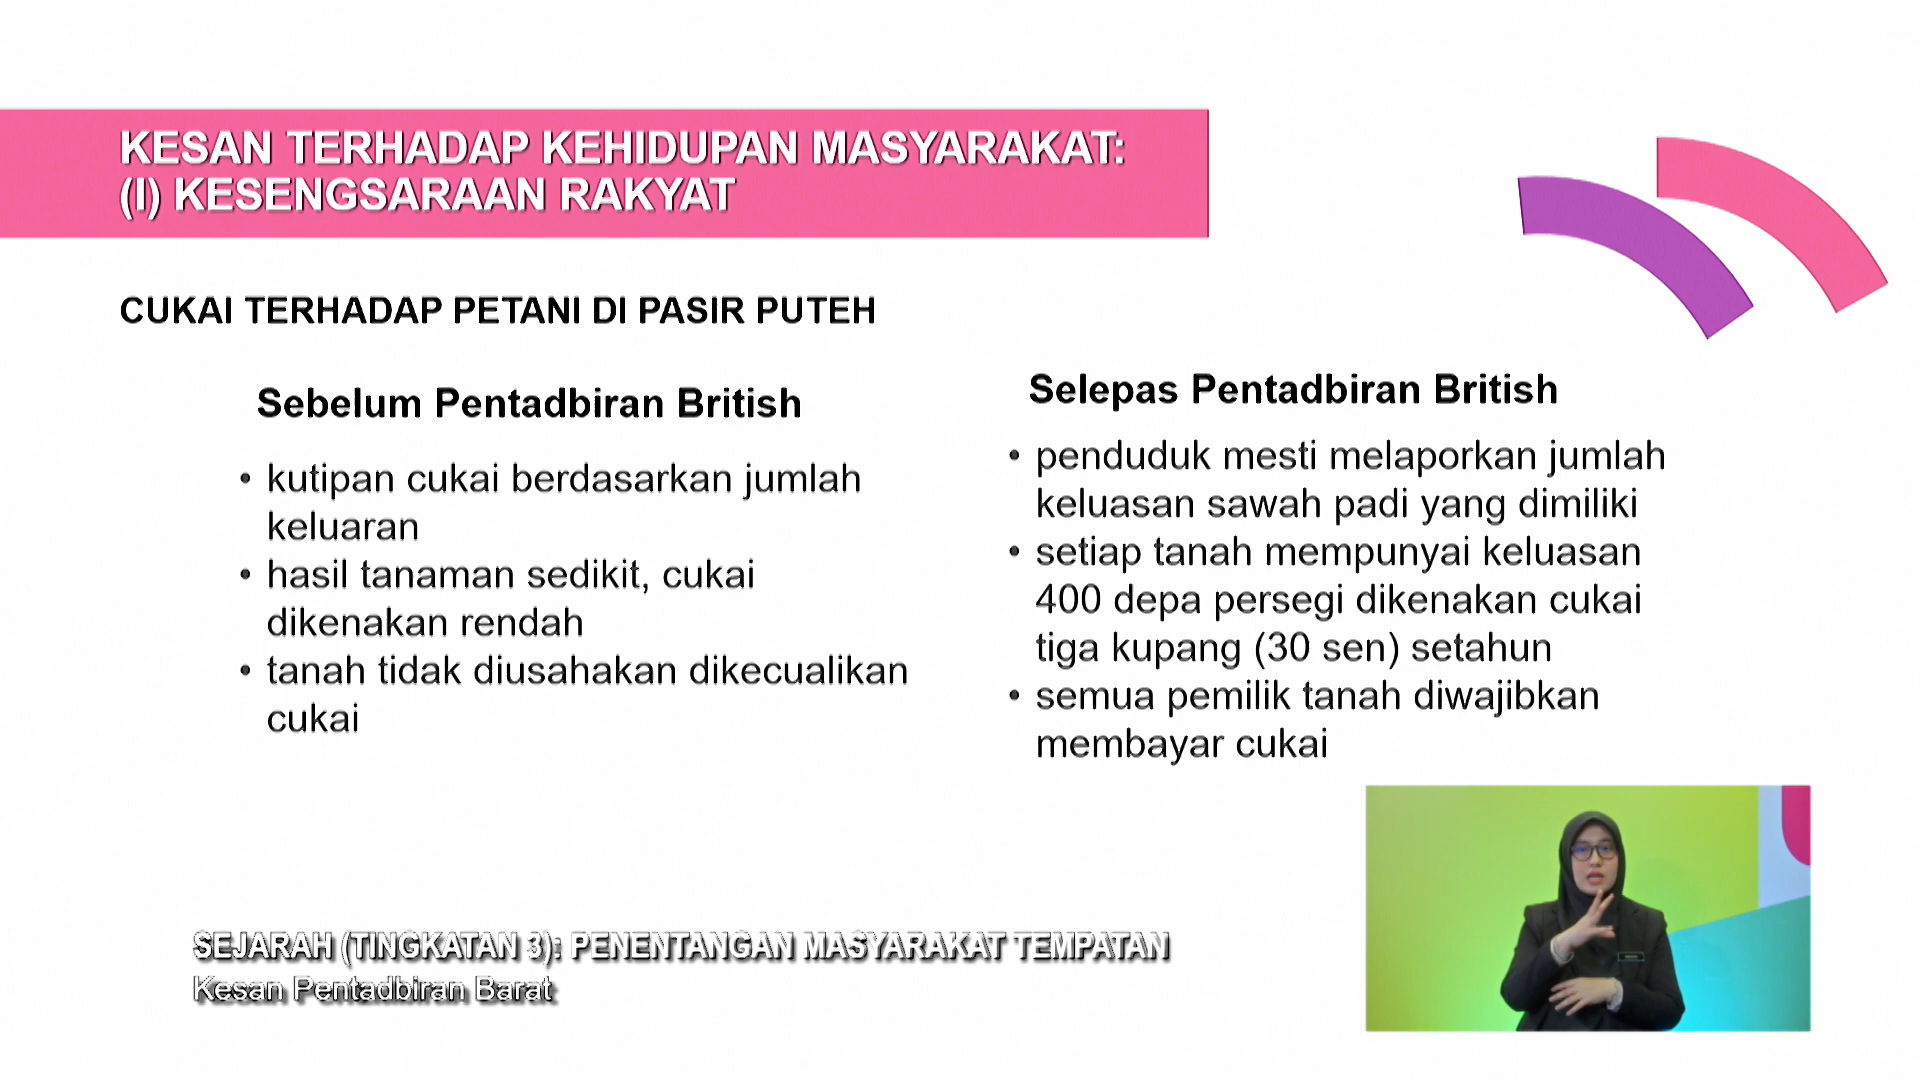 KESAN TERHADAP KEHIDUPAN MASYARAKAT:
(I) KESENGSARAAN RAKYAT
CUKAI TERHADAP PETANI DI PASIR PUTEH
Sebelum Pentadbiran British
• kutipan cukai berdasarkan jumlah
keluaran
• hasil tanaman sedikit, cukai
dikenakan rendah
• tanah tidak diusahakan dikecualikan
cukai
Selepas Pentadbiran British
• penduduk mesti melaporkan jumlah
keluasan sawah padi yang dimiliki
• setiap tanah mempunyai keluasan
400 depa persegi dikenakan cukai
tiga kupang (30 sen) setahun
• semua pemilik tanah diwajibkan
membayar cukai
SEJARAH (TINGKATAN 3): PENENTANGAN MASYARAKAT TEMPATAN
Kesan Pentadbiran Barat